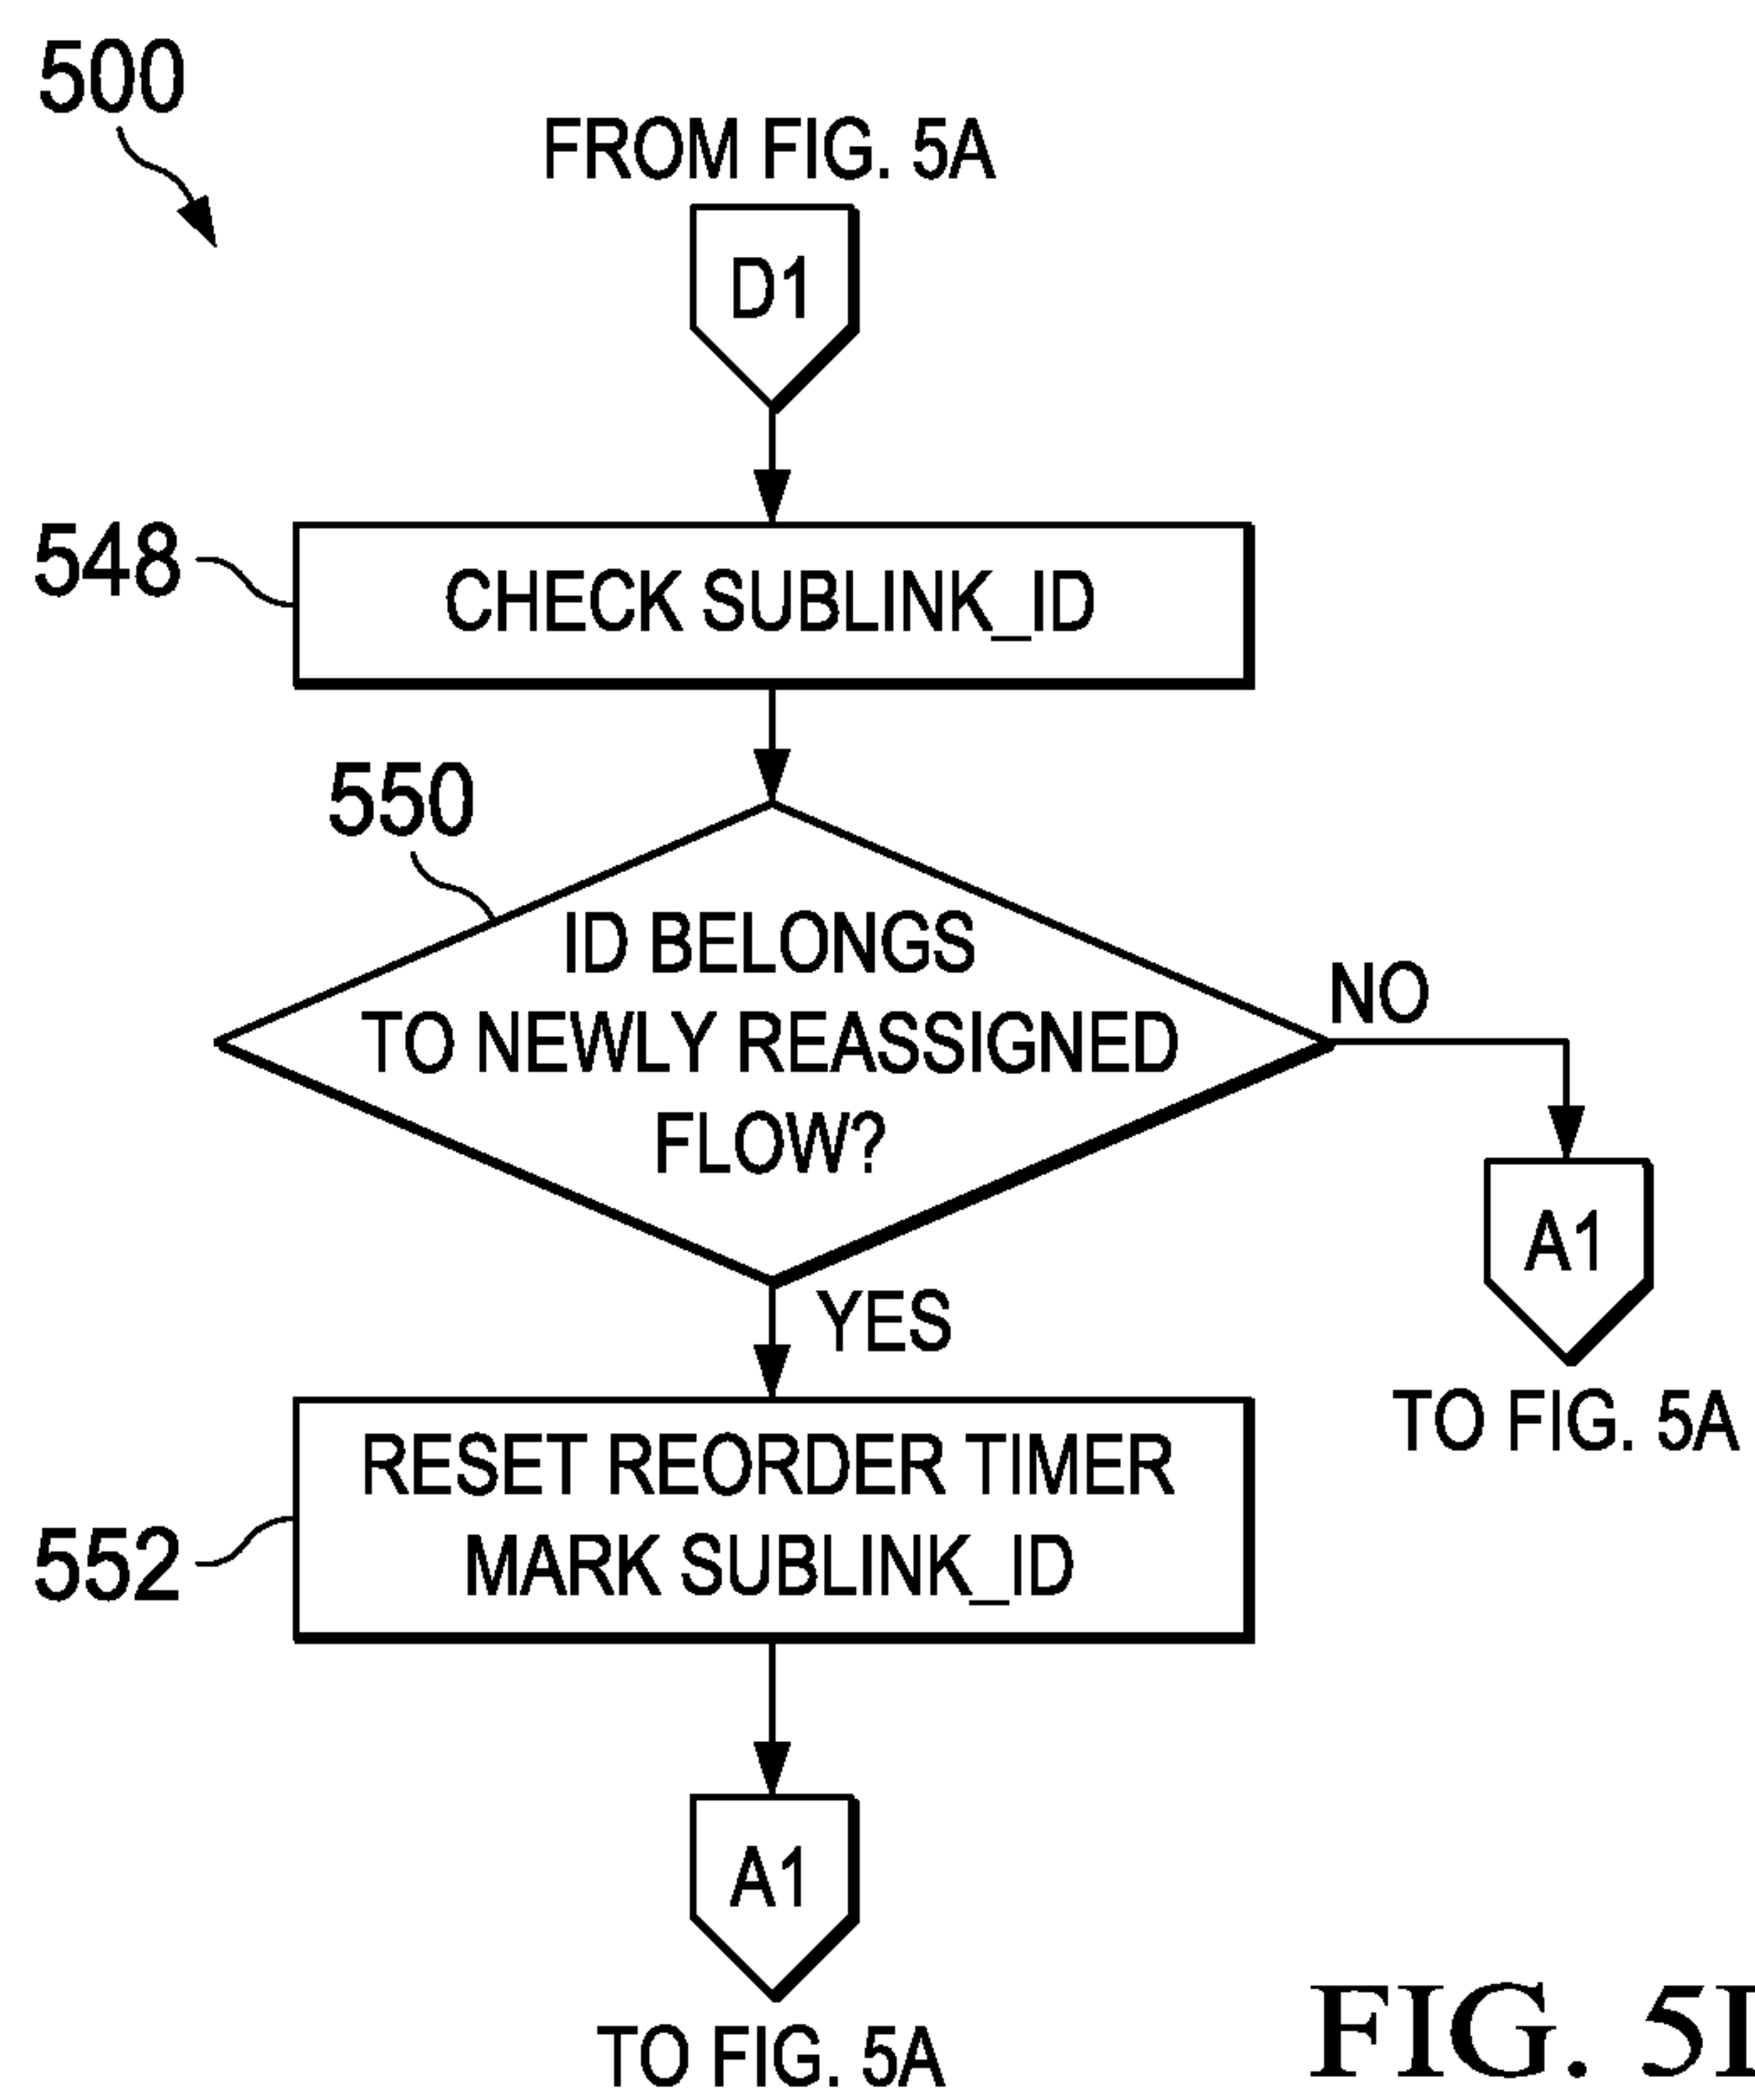 500
FROM FIG. 5A
D1
548
CHECK SUBLINK_ID
550
ID BELONGS
TO NEWLY REASSIGNED
FLOW?
NO
A1
TO FIG. 5A
YES
552
RESET REORDER TIMER
MARK SUBLINK_ID
A1
TO FIG. 5A
FIG.